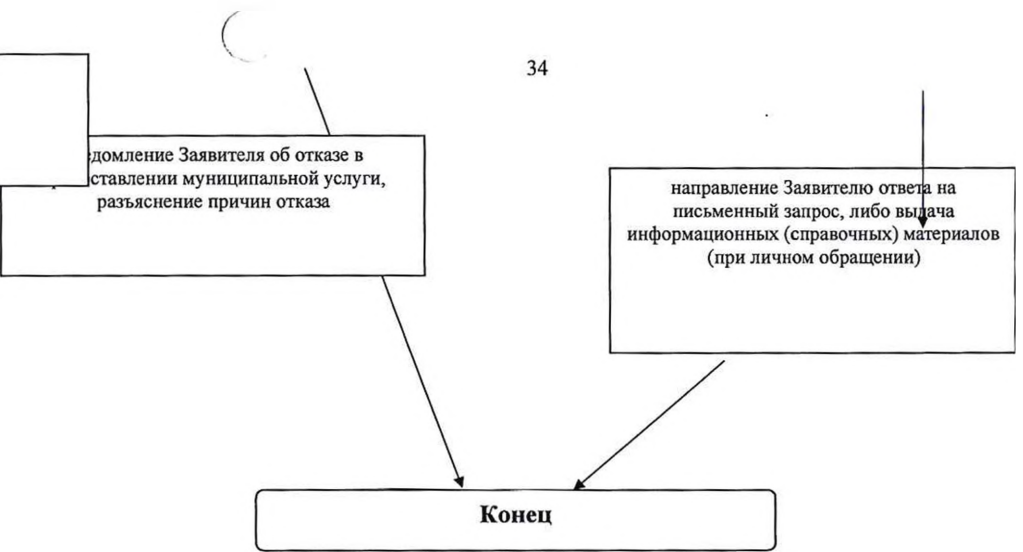 34
едомление Заявителя об отказе в
ставлении муниципальной услуги,
разъяснение причин отказа
направление Заявителю ответа на
письменный запрос, либо выдача
информационных (справочных) материалов
(при личном обращении)
Конец